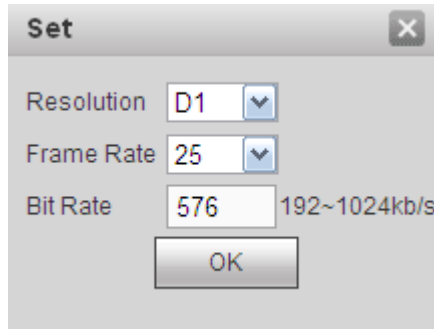 Set
Resolution D1
Frame Rate 25
Bit Rate 576 192~1024kb/s
OK